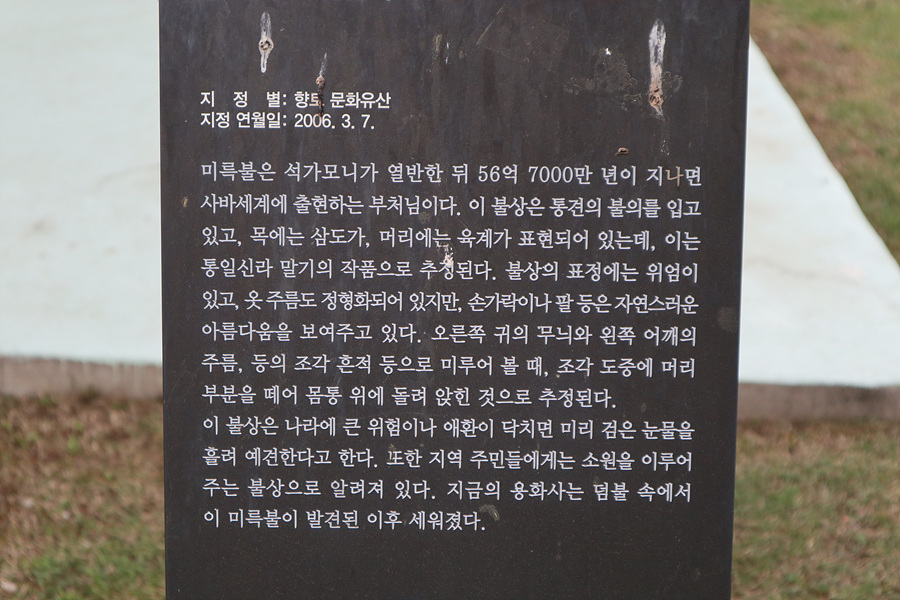 지 정 별: 향토 문화유산
지정 연월일: 2006. 3. 7.
미륵불은 석가모니가 열반한 뒤 56억 7000만 년이 지나면
사바세계에 출현하는 부처님이다. 이 불상은 통견의 불의를 입고
있고, 목에는 삼도가, 머리에는 육계가 표현되어 있는데, 이는
통일신라 말기의 작품으로 추정된다. 불상의 표정에는 위엄이
있고, 옷 주름도 정형화되어 있지만, 손가락이나 팔 등은 자연스러운
아름다움을 보여주고 있다. 오른쪽 귀의 무늬와 왼쪽 어깨의
주름, 등의 조각 흔적 등으로 미루어 볼 때, 조각 도중에 머리
부분을 떼어 몸통 위에 돌려 앉힌 것으로 추정된다.
이 불상은 나라에 큰 위험이나 애환이 닥치면 미리 검은 눈물을
흘려 예견한다고 한다. 또한 지역 주민들에게는 소원을 이루어
주는 불상으로 알려져 있다. 지금의 용화사는 덤불 속에서
이 미륵불이 발견된 이후 세워졌다.